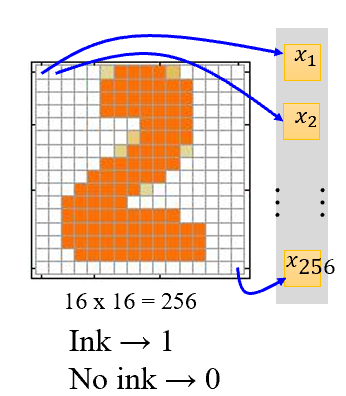 x₁
x₂
⋮ ⋮
x₂₅₆
16 x 16 = 256
Ink → 1
No ink → 0